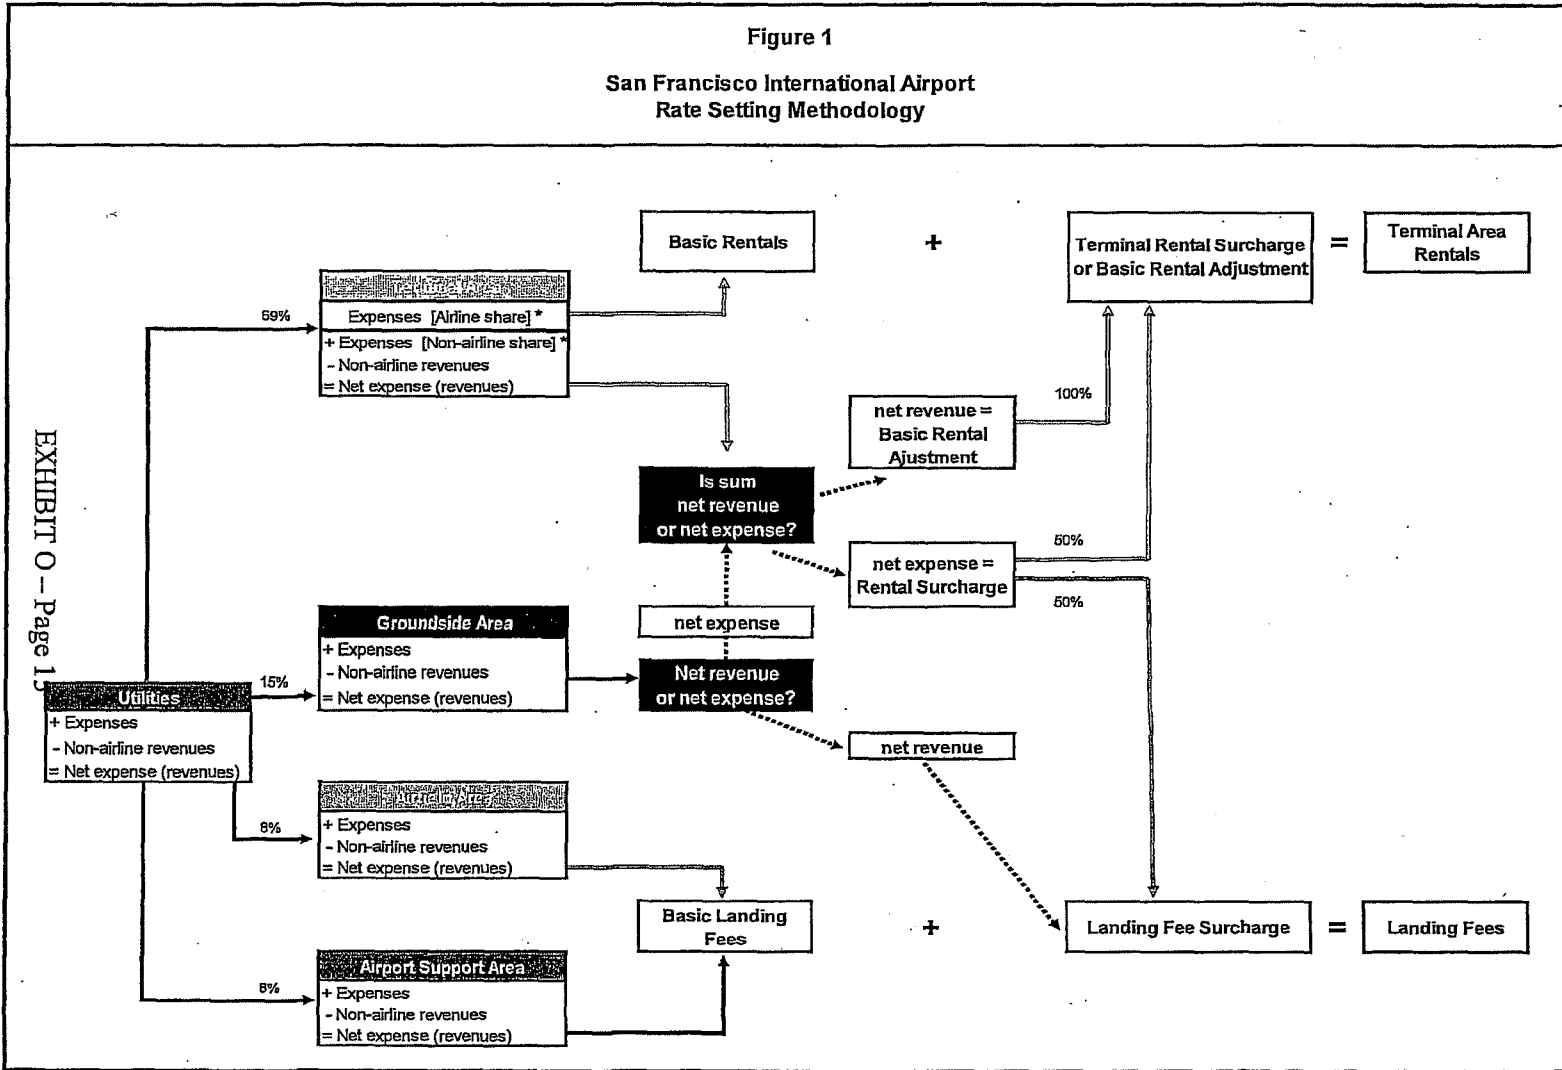 Figure 1
San Francisco International Airport
Rate Setting Methodology
Basic Rentals
+
Terminal Rental Surcharge
or Basic Rental Adjustment
=
Terminal Area
Rentals
Terminal Area
69%
Expenses [Airline share] *
+ Expenses [Non-airline share] *
- Non-airline revenues
= Net expense (revenues)
100%
net revenue =
Basic Rental
Ajustment
Is sum
net revenue
or net expense?
50%
net expense =
Rental Surcharge
50%
EXHIBIT O – Page
net expense
Groundside Area
+ Expenses
- Non-airline revenues
= Net expense (revenues)
Net revenue
or net expense?
15%
Utilities
+ Expenses
- Non-airline revenues
= Net expense (revenues)
net revenue
Airfield Area
8%
+ Expenses
- Non-airline revenues
= Net expense (revenues)
Basic Landing
Fees
+
Landing Fee Surcharge
=
Landing Fees
Airport Support Area
8%
+ Expenses
- Non-airline revenues
= Net expense (revenues)